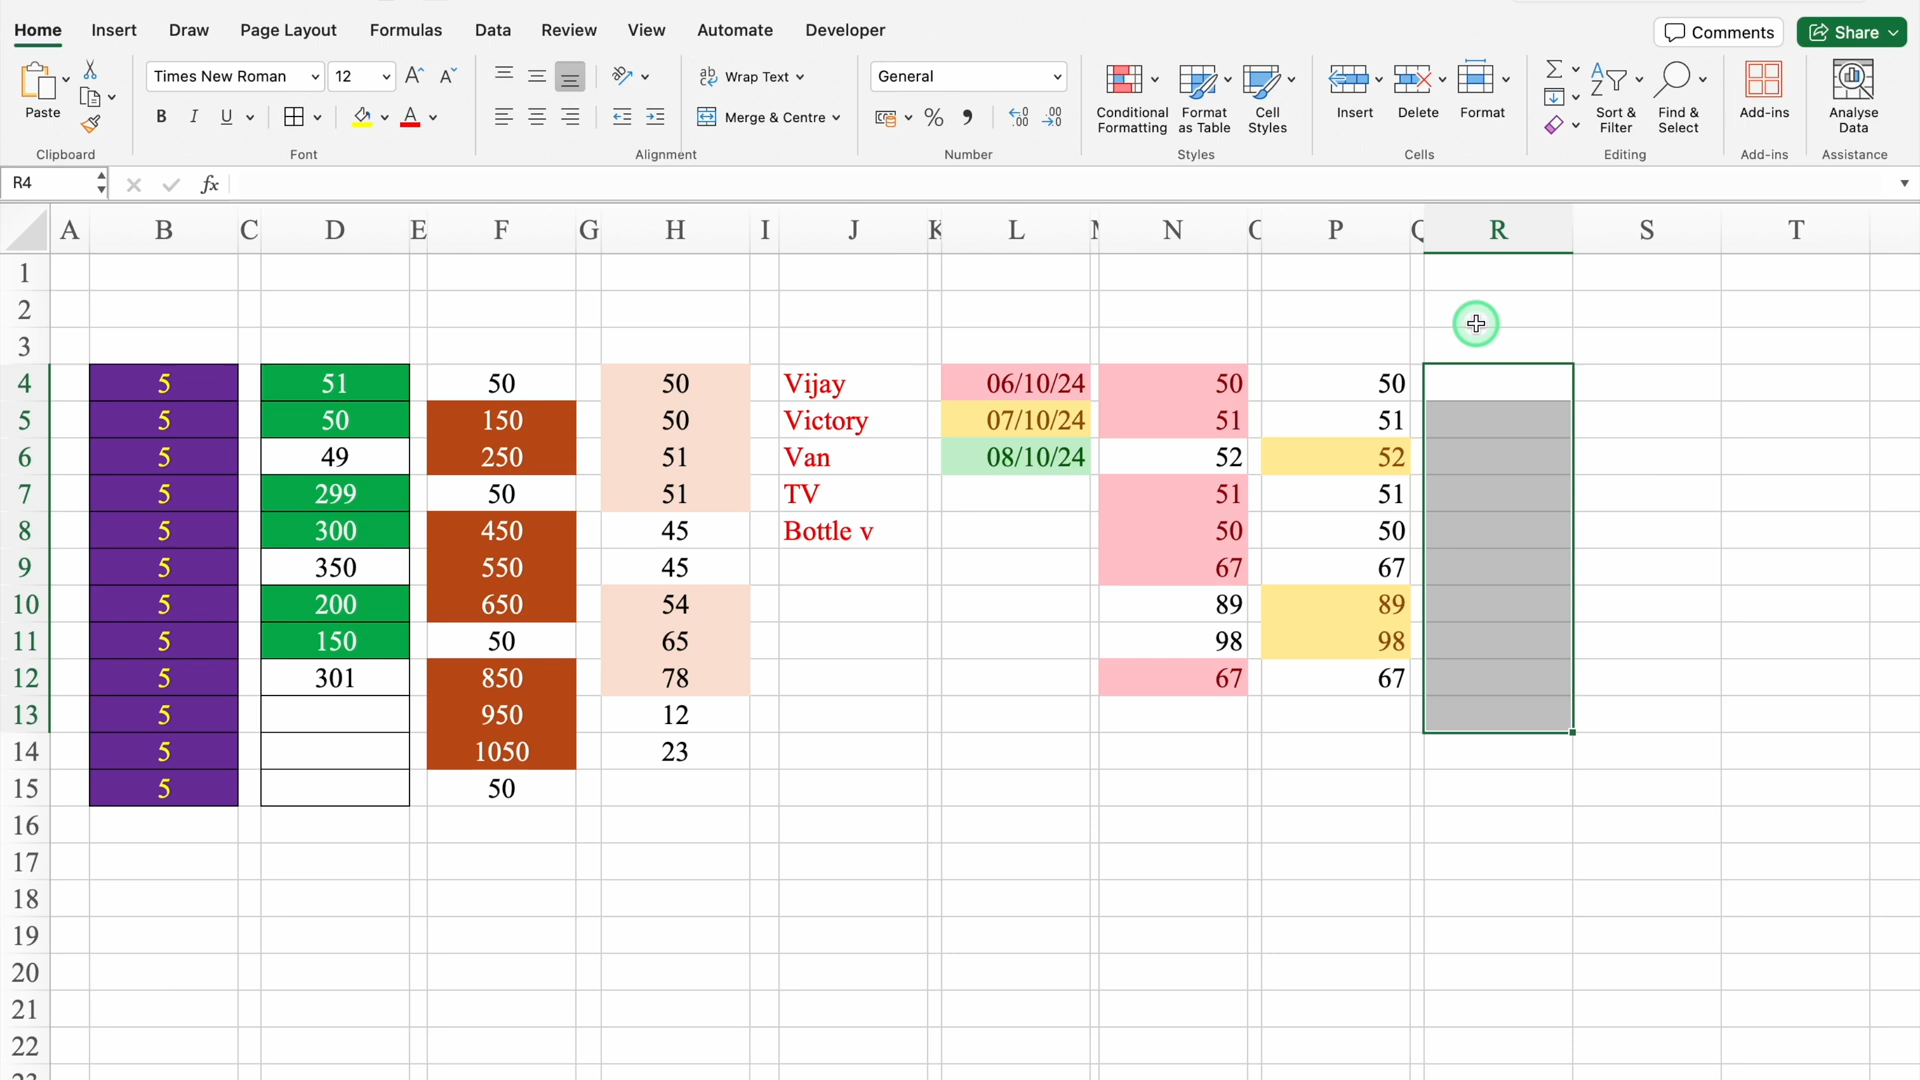 Home Insert Draw Page Layout Formulas Data Review View Automate Developer Comments Share
Times New Roman 12 Wrap Text General
Paste B I U A Merge & Centre % Conditional Formatting Format as Table Cell Styles Insert Delete Format Sort & Filter Find & Select Add-ins Analyse Data
Clipboard Font Alignment Number Styles Cells Editing Add-ins Assistance
R4 fx
A B C D E F G H I J K L M N O P Q R S T
1
2
3
4 5 51 50 50 Vijay 06/10/24 50 50
5 5 50 150 50 Victory 07/10/24 51 51
6 5 49 250 51 Van 08/10/24 52 52
7 5 299 50 51 TV 51 51
8 5 300 450 45 Bottle v 50 50
9 5 350 550 45 67 67
10 5 200 650 54 89 89
11 5 150 50 65 98 98
12 5 301 850 78 67 67
13 5 950 12
14 5 1050 23
15 5 50
16
17
18
19
20
21
22
23